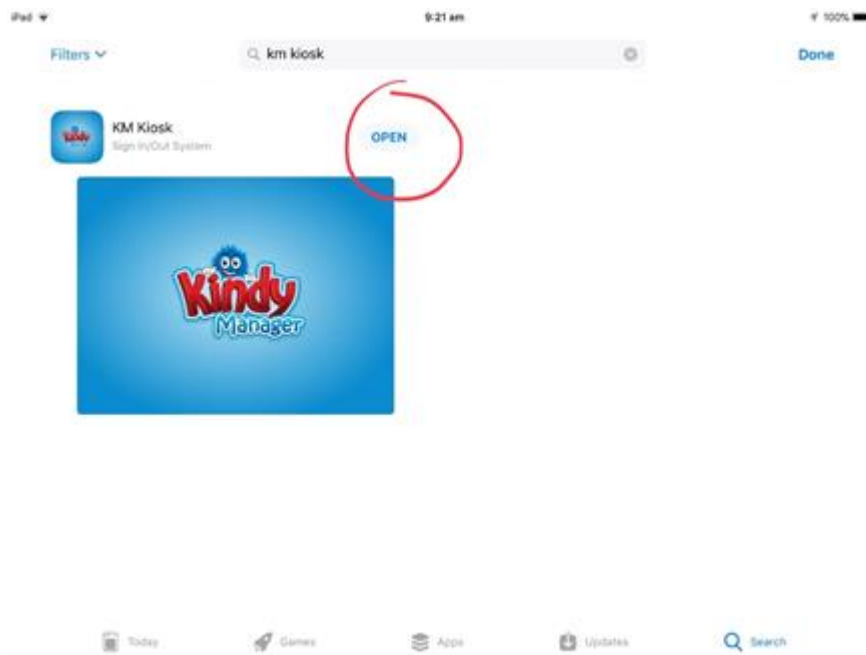 iPad 9:21 am 100%
Filters km kiosk Done
KM Kiosk
Sign In/Out System
OPEN
Kindy
Manager
Today Games Apps Updates Search